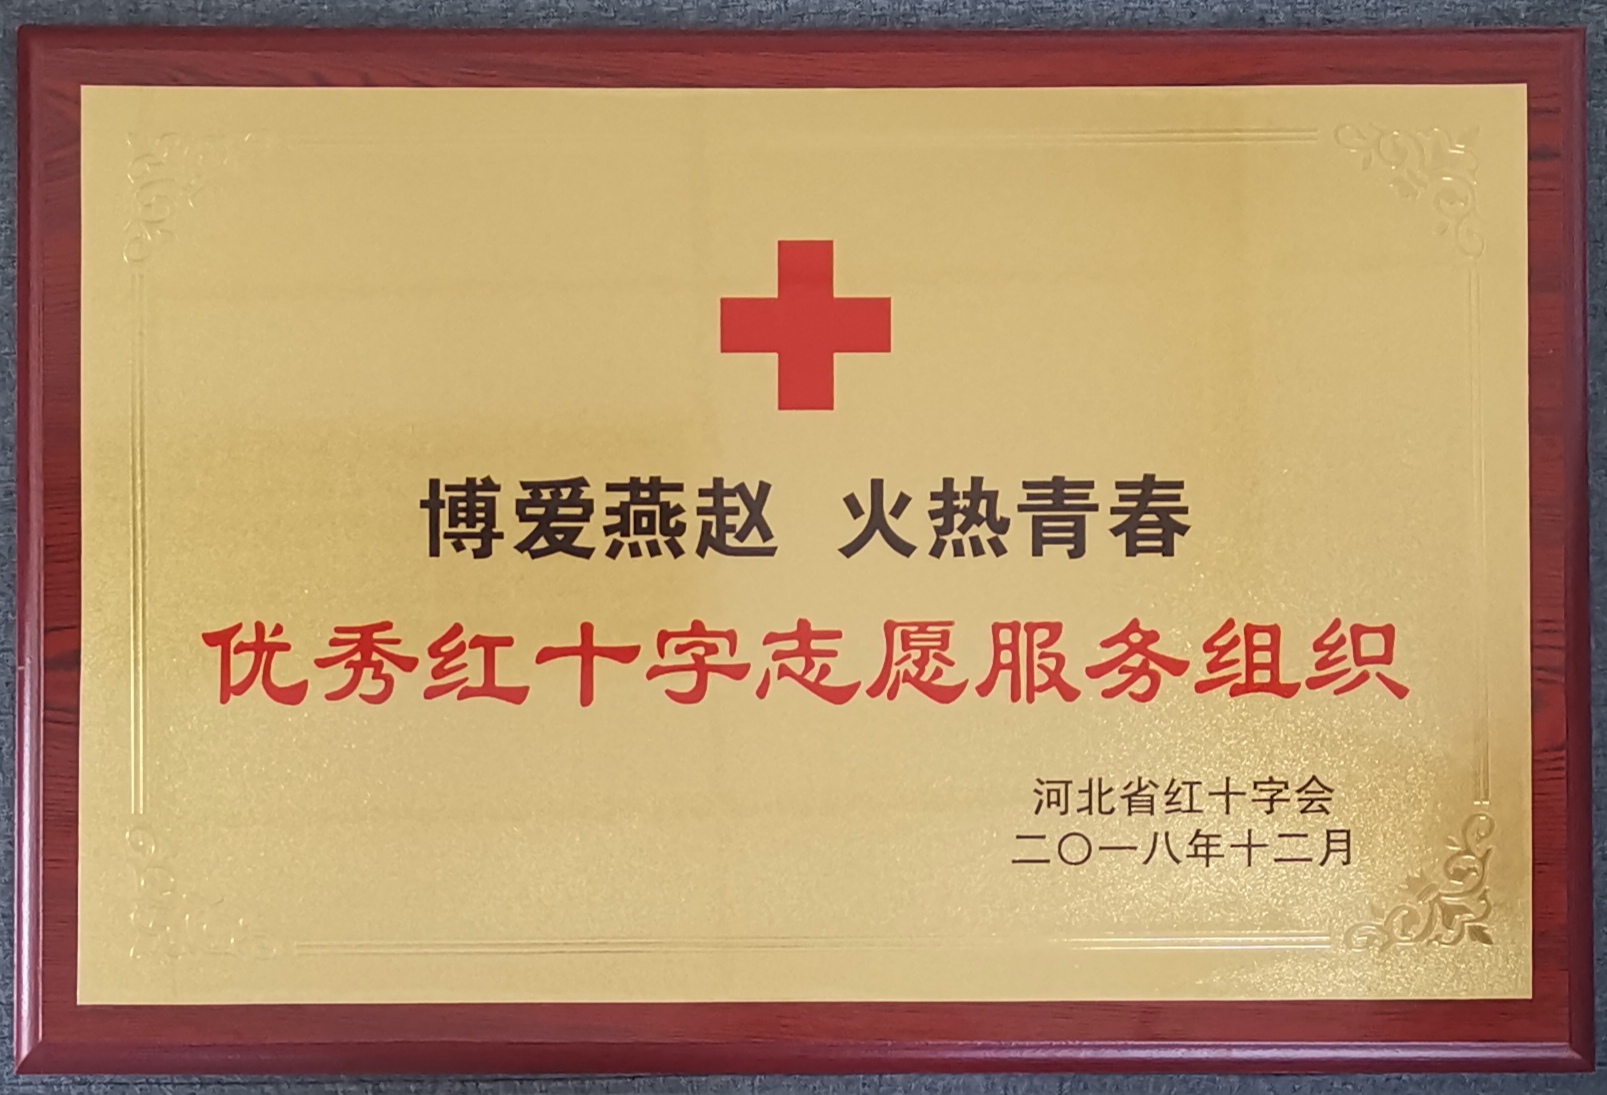 博爱燕赵 火热青春
优秀红十字志愿服务组织
河北省红十字会
二〇一八年十二月